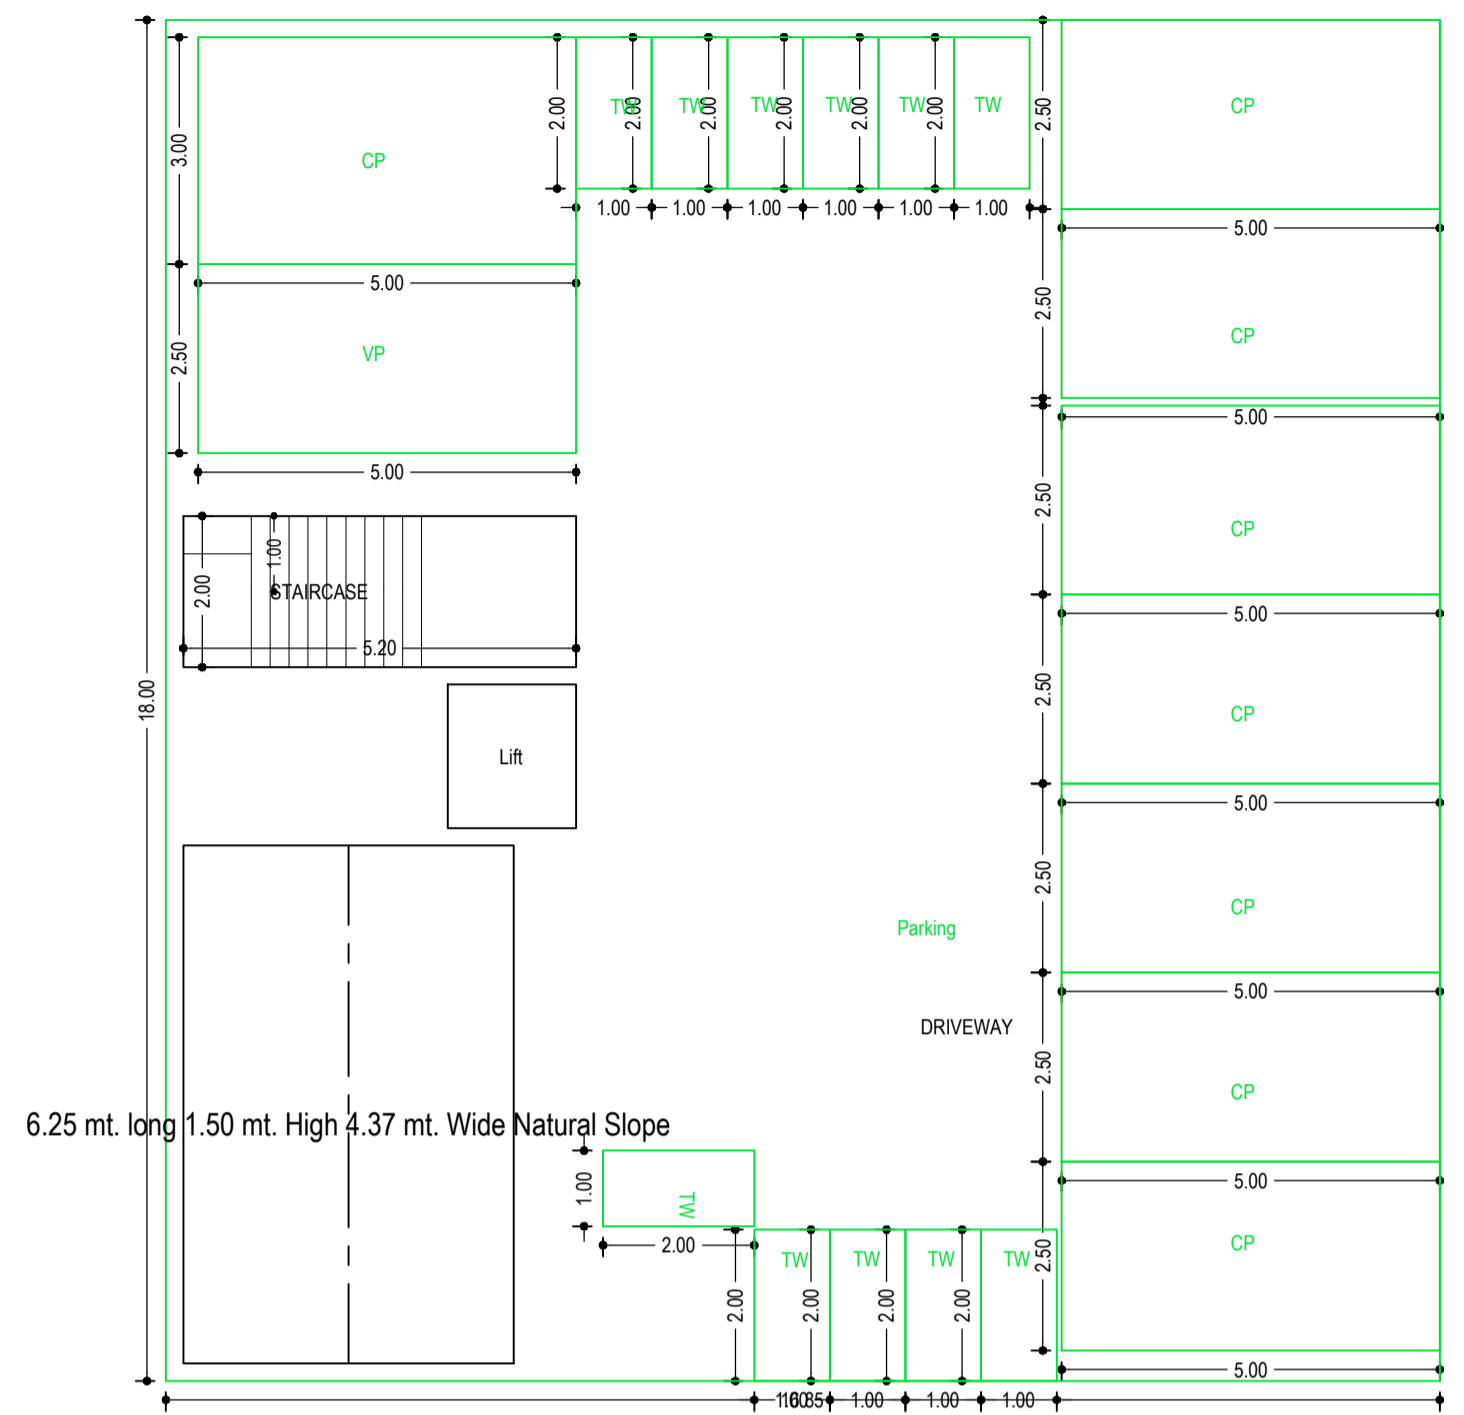 2.00 2.00 2.00 2.00 2.00 2.00 2.50
TW TW TW TW TW TW CP
3.00
CP
1.00 1.00 1.00 1.00 1.00 1.00
5.00
5.00
2.50
CP
2.50
VP
5.00
5.00
2.50
CP
1.00
2.00
STAIRCASE
5.20
5.00
18.00
2.50
CP
Lift
5.00
2.50
CP
Parking
5.00
DRIVEWAY
2.50
CP
6.25 mt. long 1.50 mt. High 4.37 mt. Wide Natural Slope
1.00
TW
5.00
2.00
2.50
CP
TW TW TW TW
2.00 2.00 2.00 2.00
5.00
1.00 16.85 1.00 1.00 1.00